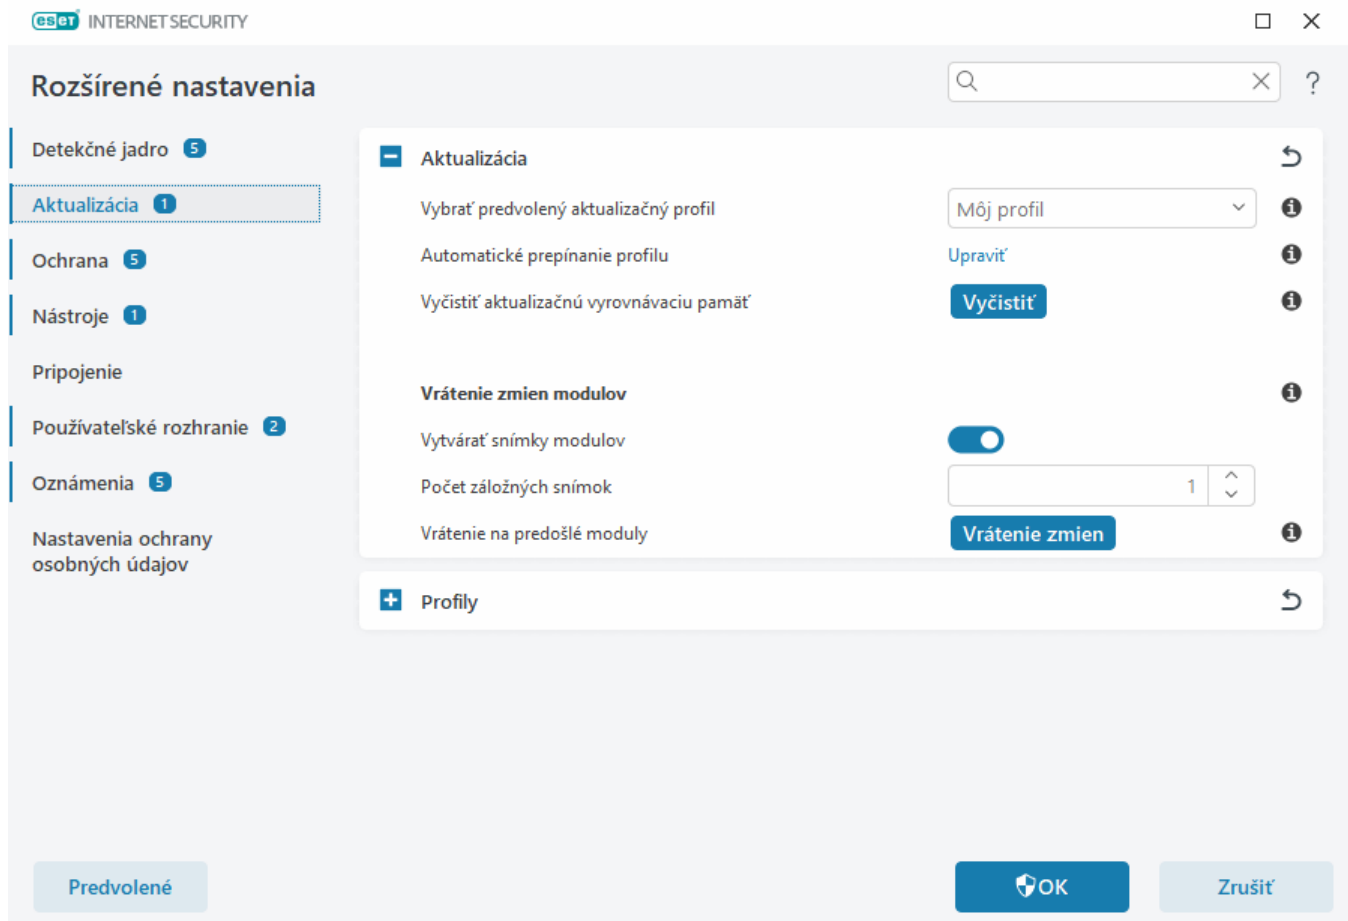 eset INTERNET SECURITY
Rozšírené nastavenia
?
Detekčné jadro 5
Aktualizácia 1
Ochrana 5
Nástroje 1
Pripojenie
Používateľské rozhranie 2
Oznámenia 5
Nastavenia ochrany
osobných údajov
Aktualizácia
Vybrať predvolený aktualizačný profil
Môj profil
Automatické prepínanie profilu
Upraviť
Vyčistiť aktualizačnú vyrovnávaciu pamäť
Vyčistiť
Vrátenie zmien modulov
Vytvárať snímky modulov
Počet záložných snímok
1
Vrátenie na predošlé moduly
Vrátenie zmien
Profily
Predvolené
OK
Zrušiť